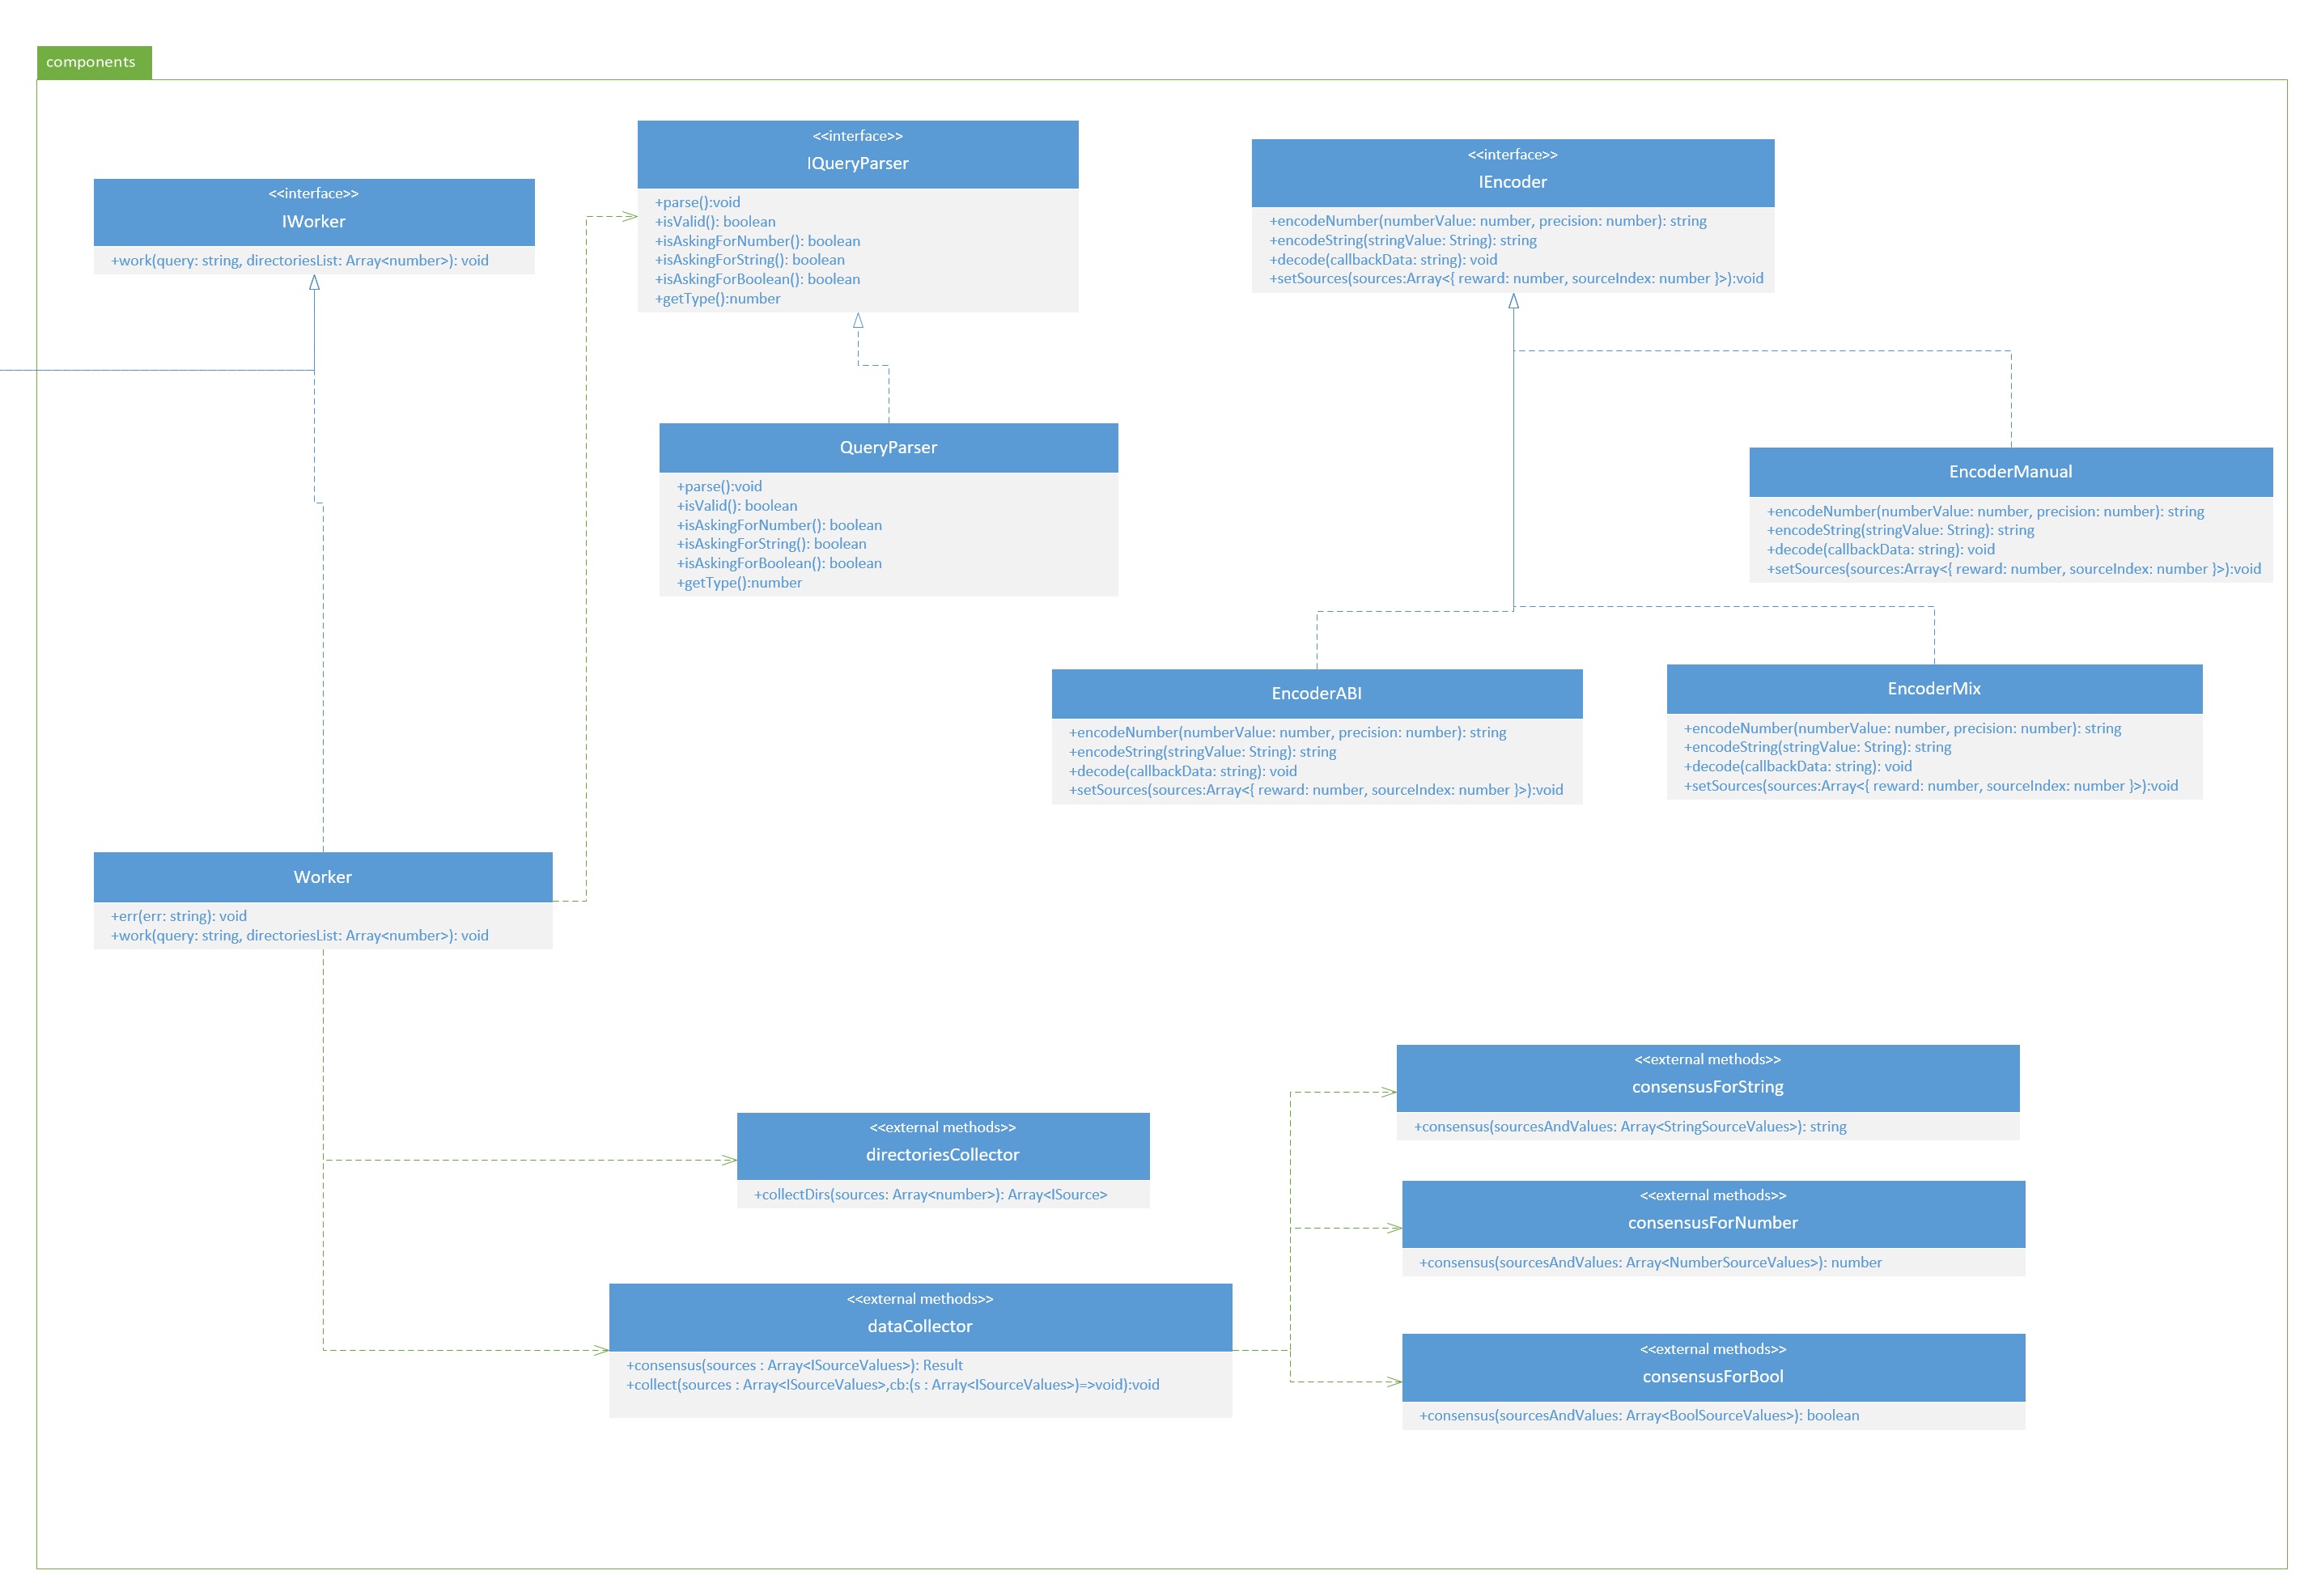 components
<<interface>>
IWorker
+work(query: string, directoriesList: Array<number>): void
<<interface>>
IQueryParser
+parse():void
+isValid(): boolean
+isAskingForNumber(): boolean
+isAskingForString(): boolean
+isAskingForBoolean(): boolean
+getType():number
<<interface>>
IEncoder
+encodeNumber(numberValue: number, precision: number): string
+encodeString(stringValue: String): string
+decode(callbackData: string): void
+setSources(sources:Array<{ reward: number, sourceIndex: number }>):void
QueryParser
+parse():void
+isValid(): boolean
+isAskingForNumber(): boolean
+isAskingForString(): boolean
+isAskingForBoolean(): boolean
+getType():number
EncoderManual
+encodeNumber(numberValue: number, precision: number): string
+encodeString(stringValue: String): string
+decode(callbackData: string): void
+setSources(sources:Array<{ reward: number, sourceIndex: number }>):void
EncoderABI
+encodeNumber(numberValue: number, precision: number): string
+encodeString(stringValue: String): string
+decode(callbackData: string): void
+setSources(sources:Array<{ reward: number, sourceIndex: number }>):void
EncoderMix
+encodeNumber(numberValue: number, precision: number): string
+encodeString(stringValue: String): string
+decode(callbackData: string): void
+setSources(sources:Array<{ reward: number, sourceIndex: number }>):void
Worker
+err(err: string): void
+work(query: string, directoriesList: Array<number>): void
<<external methods>>
directoriesCollector
+collectDirs(sources: Array<number>): Array<ISource>
<<external methods>>
dataCollector
+consensus(sources : Array<ISourceValues>): Result
+collect(sources : Array<ISourceValues>,cb:(s : Array<ISourceValues>)=>void):void
<<external methods>>
consensusForString
+consensus(sourcesAndValues: Array<StringSourceValues>): string
<<external methods>>
consensusForNumber
+consensus(sourcesAndValues: Array<NumberSourceValues>): number
<<external methods>>
consensusForBool
+consensus(sourcesAndValues: Array<BoolSourceValues>): boolean